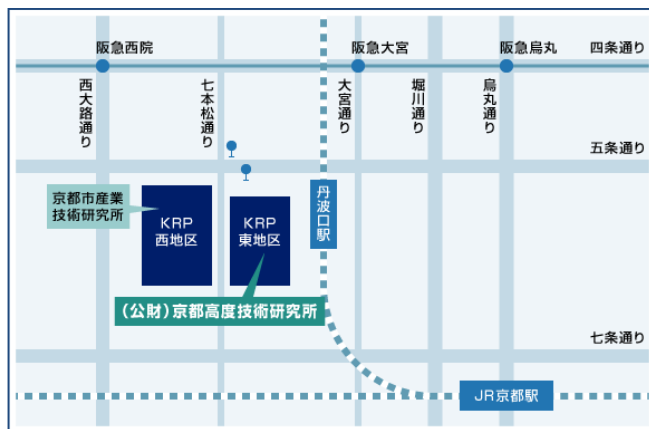 阪急西院
阪急大宮
阪急烏丸
四条通り
西大路通り
七本松通り
大宮通り
堀川通り
烏丸通り
五条通り
京都市産業
技術研究所
KRP
西地区
KRP
東地区
丹波口駅
(公財)京都高度技術研究所
七条通り
JR京都駅